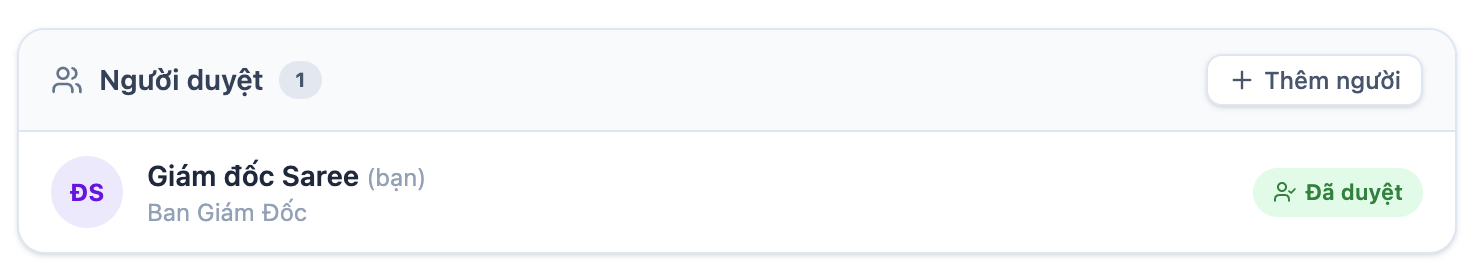 Người duyệt 1
+ Thêm người
ĐS
Giám đốc Saree (bạn)
Ban Giám Đốc
Đã duyệt